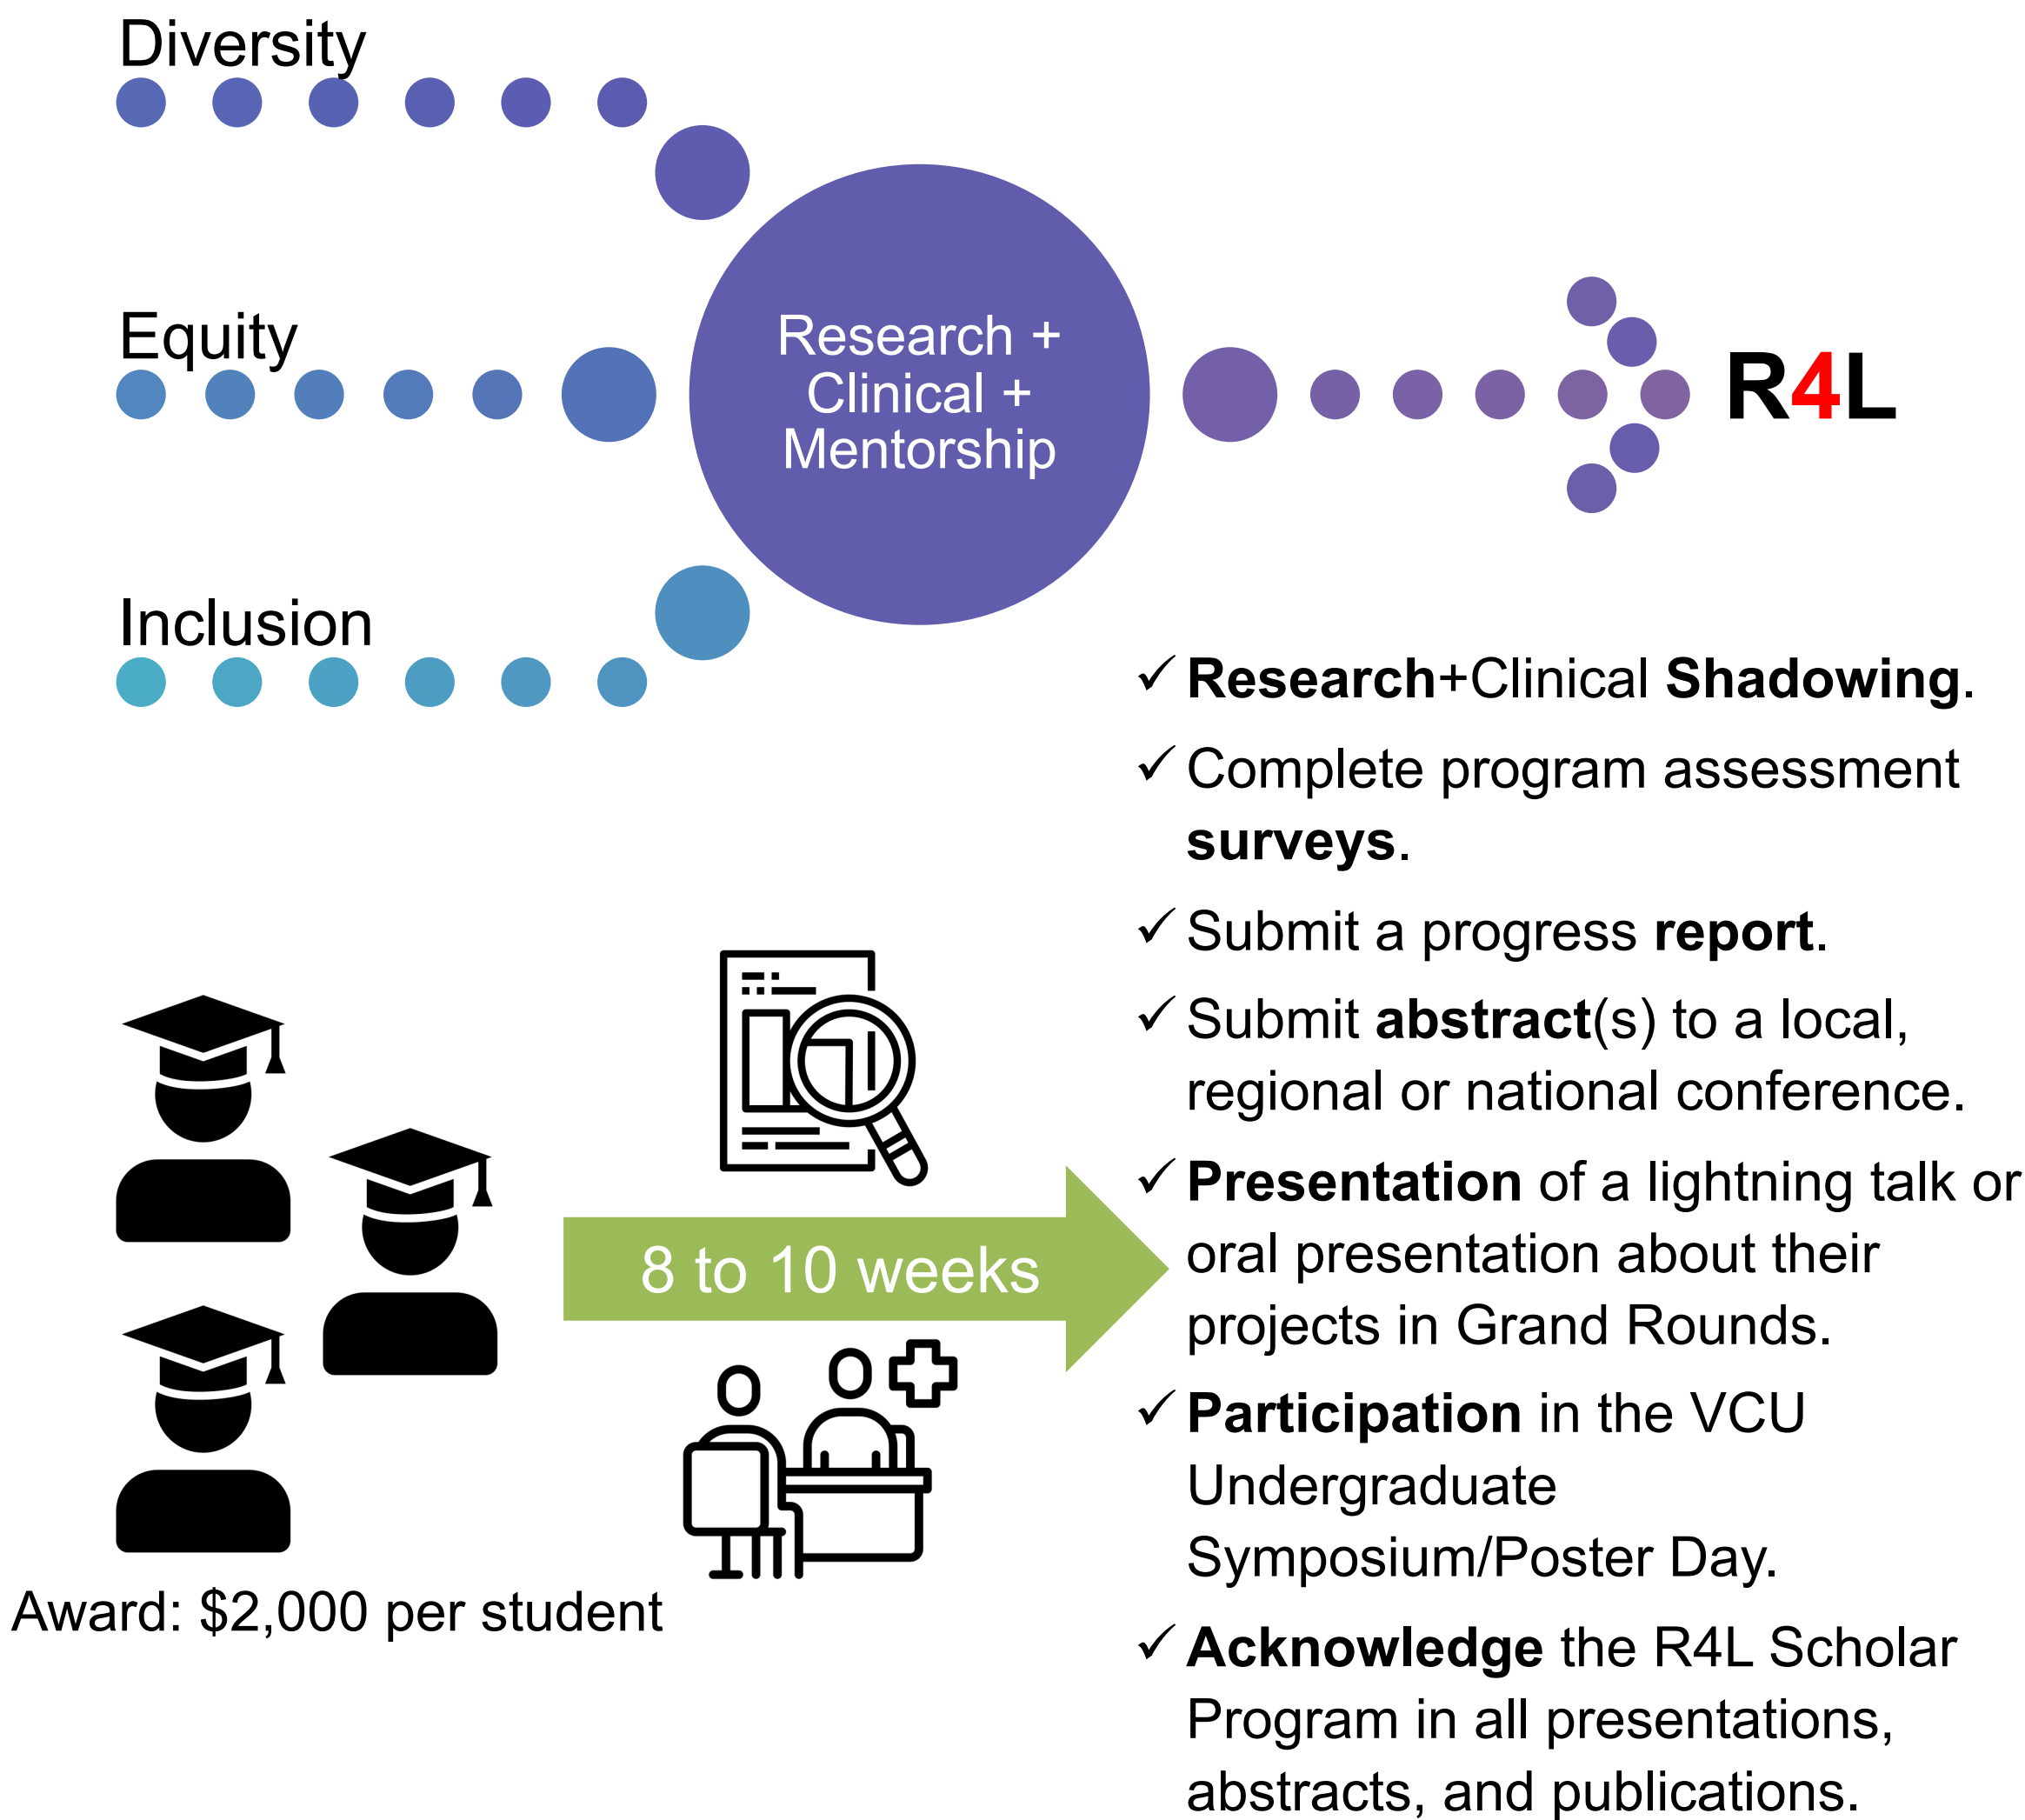 Diversity
Equity
Inclusion
Research +
Clinical +
Mentorship
R4L
8 to 10 weeks
Award: $2,000 per student
✓ Research+Clinical Shadowing.
✓ Complete program assessment
surveys.
✓ Submit a progress report.
✓ Submit abstract(s) to a local,
regional or national conference.
✓ Presentation of a lightning talk or
oral presentation about their
projects in Grand Rounds.
✓ Participation in the VCU
Undergraduate
Symposium/Poster Day.
✓ Acknowledge the R4L Scholar
Program in all presentations,
abstracts, and publications.